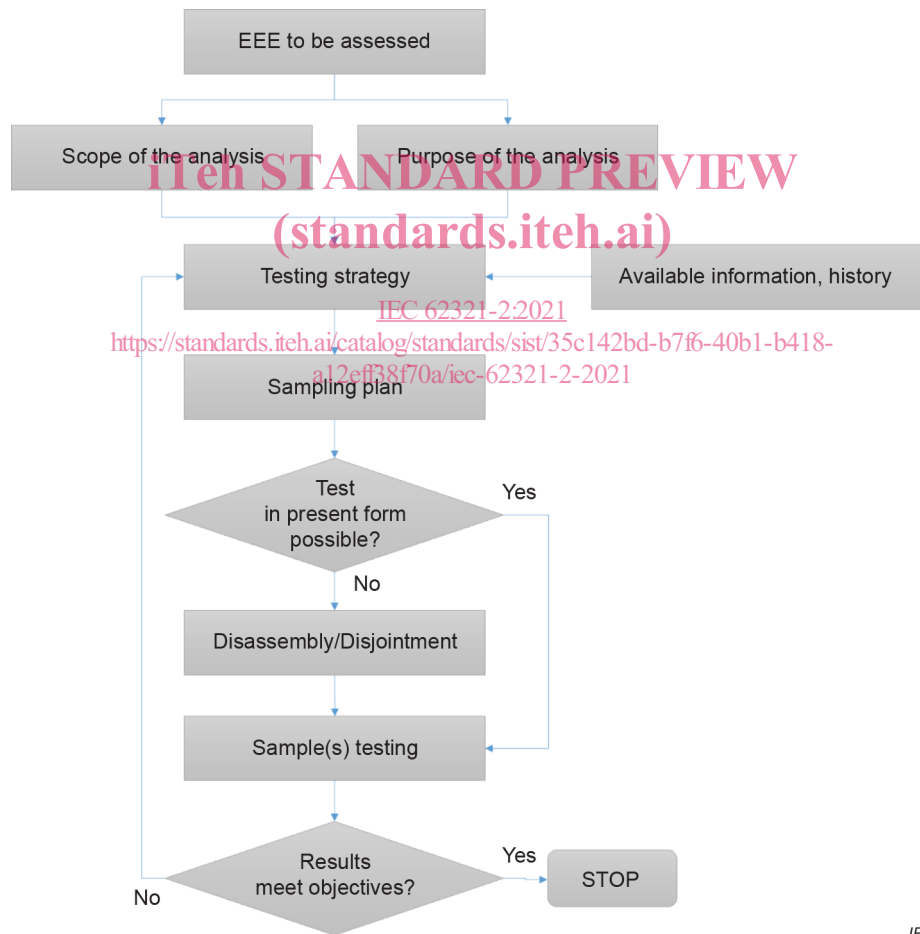 EEE to be assessed
Scope of the analysis
Purpose of the analysis
iTeh STANDARD PREVIEW
(standards.iteh.ai)
Testing strategy
Available information, history
IEC 62321-2:2021
https://standards.iteh.ai/catalog/standards/sist/35c142bd-b7f6-40b1-b418-
a12eff38f70a/iec-62321-2-2021
Sampling plan
Test
in present form
possible?
Yes
No
Disassembly/Disjointment
Sample(s) testing
Results
meet objectives?
Yes
No
STOP